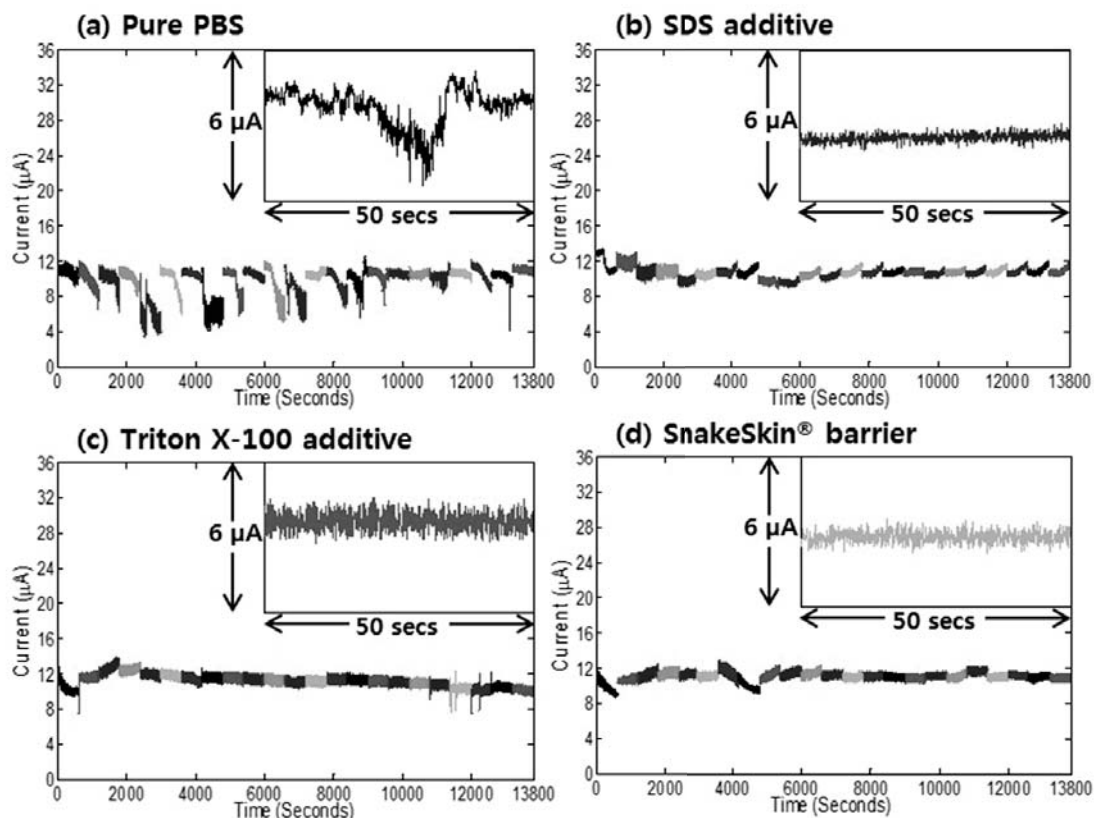 (a) Pure PBS
36
32
28
24
20
16
12
8
4
0
Current (µA)
6 µA
50 secs
0 2000 4000 6000 8000 10000 12000 13800
Time (Seconds)
(b) SDS additive
36
32
28
24
20
16
12
8
4
0
Current (µA)
6 µA
50 secs
0 2000 4000 6000 8000 10000 12000 13800
Time (Seconds)
(c) Triton X-100 additive
36
32
28
24
20
16
12
8
4
0
Current (µA)
6 µA
50 secs
0 2000 4000 6000 8000 10000 12000 13800
Time (Seconds)
(d) SnakeSkin® barrier
36
32
28
24
20
16
12
8
4
0
Current (µA)
6 µA
50 secs
0 2000 4000 6000 8000 10000 12000 13800
Time (Seconds)